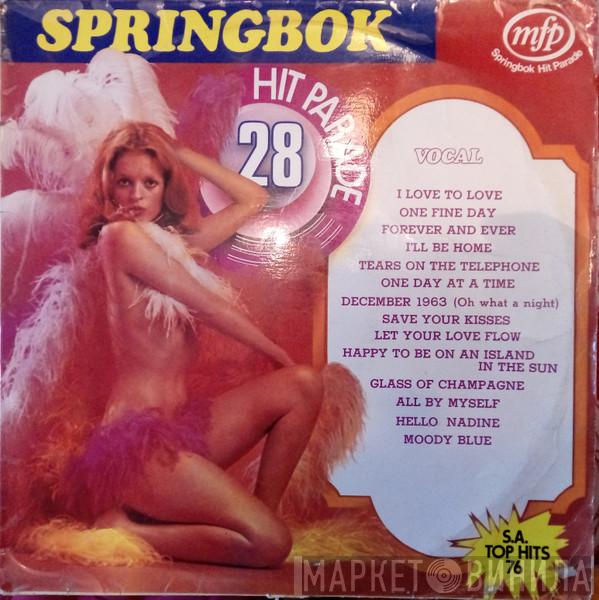 SPRINGBOK
mfp
Springbok Hit Parade
HIT PARADE
28
VOCAL
I LOVE TO LOVE
ONE FINE DAY
FOREVER AND EVER
I'LL BE HOME
TEARS ON THE TELEPHONE
ONE DAY AT A TIME
DECEMBER 1963 (Oh what a night)
SAVE YOUR KISSES
LET YOUR LOVE FLOW
HAPPY TO BE ON AN ISLAND
IN THE SUN
GLASS OF CHAMPAGNE
ALL BY MYSELF
HELLO NADINE
MOODY BLUE
S.A.
TOP HITS
76
МАРКЕТ ВИНИЛА